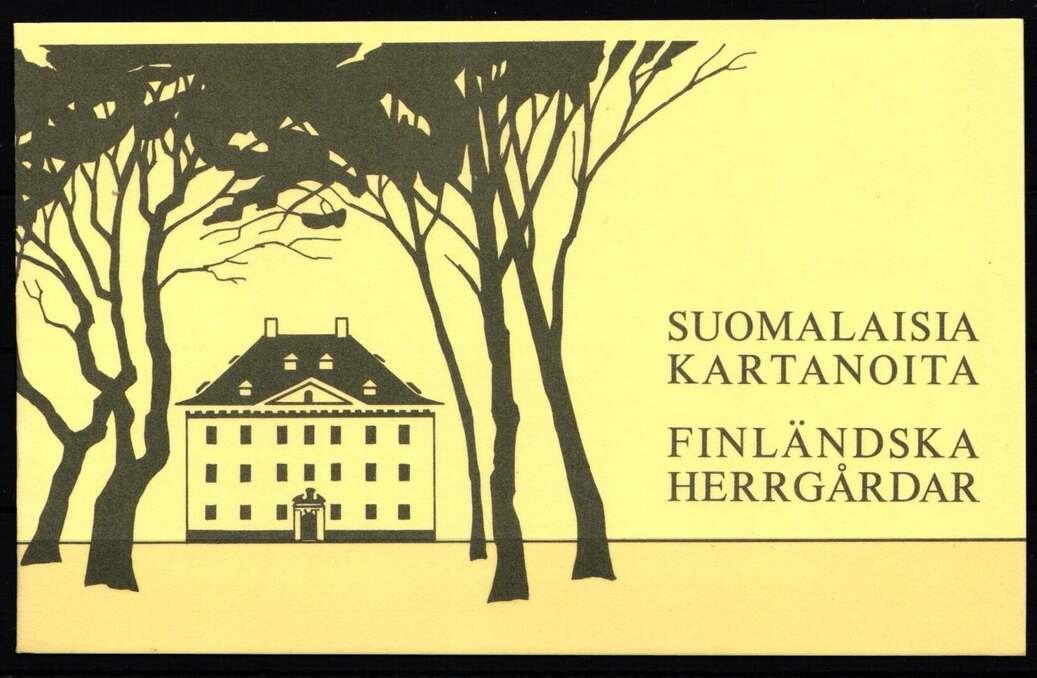 SUOMALAISIA
KARTANOITA
FINLÄNDSKA
HERRGÅRDAR